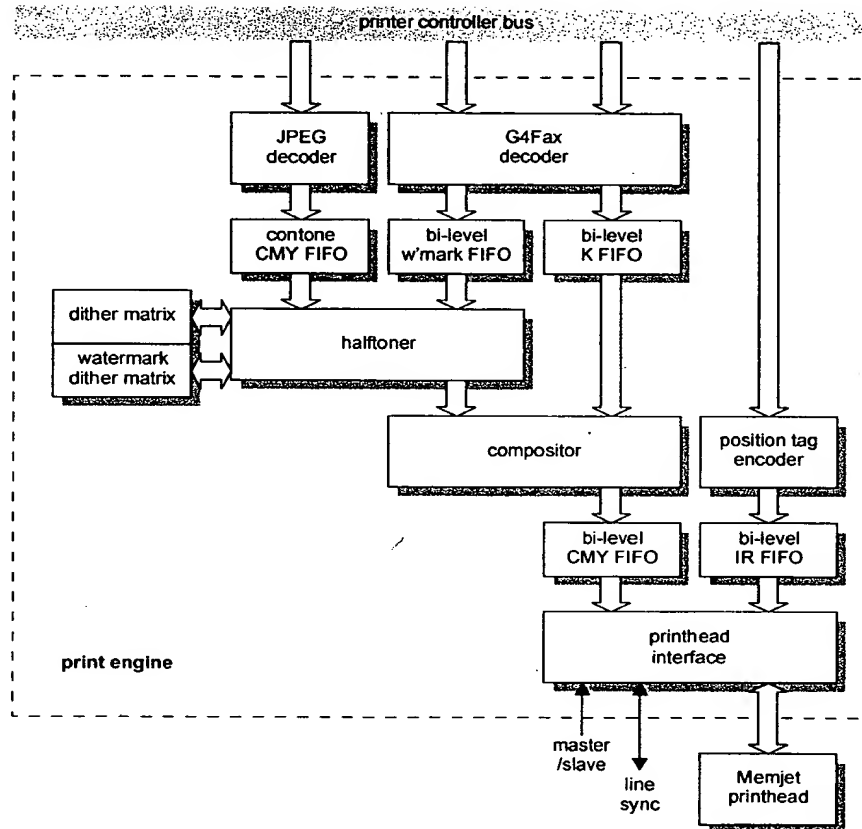 printer controller bus
JPEG
decoder
G4Fax
decoder
contone
CMY FIFO
bi-level
w'mark FIFO
bi-level
K FIFO
dither matrix
watermark
dither matrix
halftoner
compositor
position tag
encoder
bi-level
CMY FIFO
bi-level
IR FIFO
printhead
interface
print engine
master
/slave
line
sync
Memjet
printhead